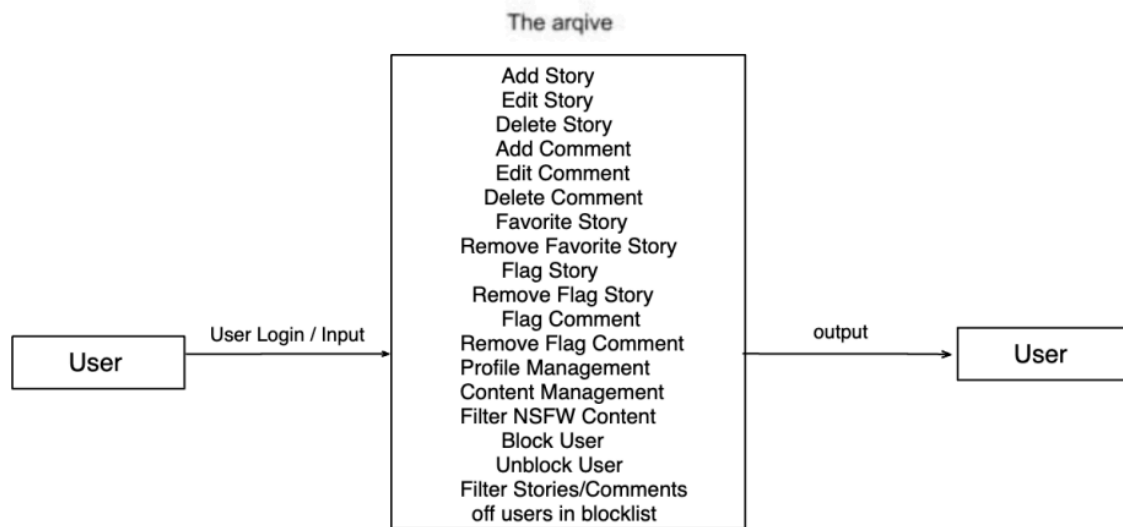 The arqive
Add Story
Edit Story
Delete Story
Add Comment
Edit Comment
Delete Comment
Favorite Story
Remove Favorite Story
Flag Story
Remove Flag Story
Flag Comment
Remove Flag Comment
Profile Management
Content Management
Filter NSFW Content
Block User
Unblock User
Filter Stories/Comments
off users in blocklist
User
User Login / Input
output
User